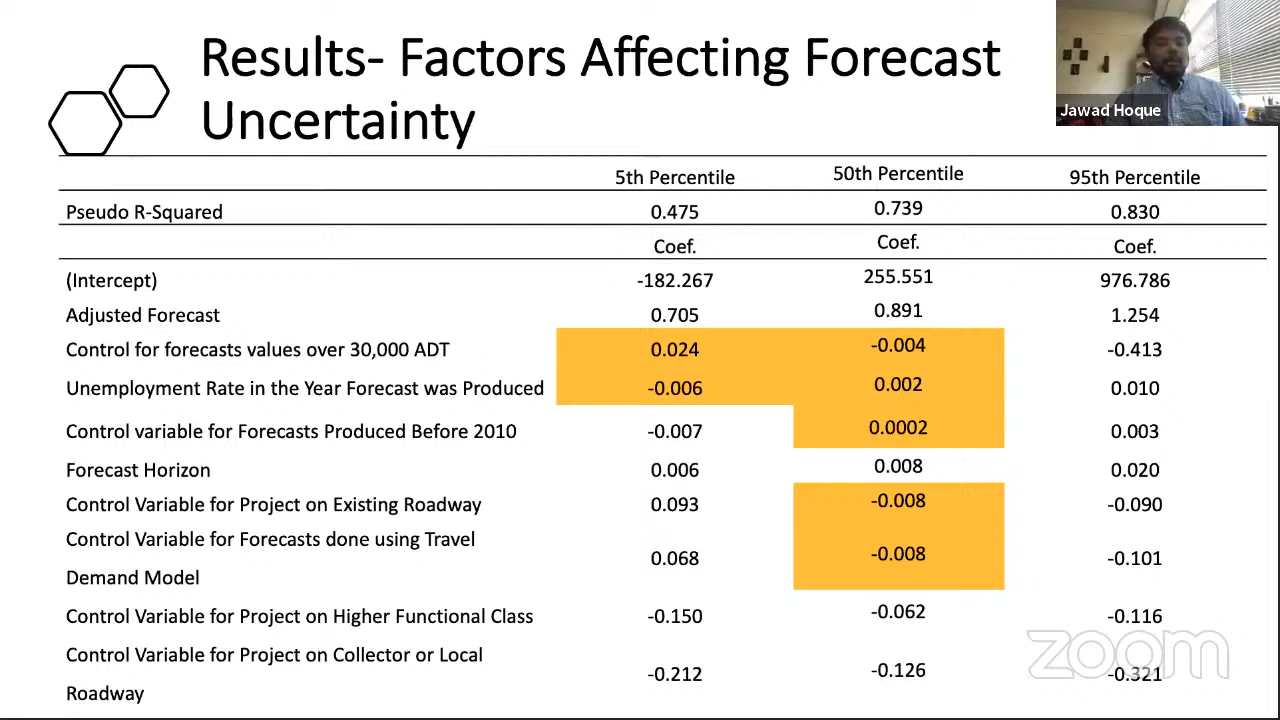 Results- Factors Affecting Forecast
Uncertainty
Jawad Hoque
5th Percentile 50th Percentile 95th Percentile
Pseudo R-Squared 0.475 0.739 0.830
Coef. Coef. Coef.
(Intercept) -182.267 255.551 976.786
Adjusted Forecast 0.705 0.891 1.254
Control for forecasts values over 30,000 ADT 0.024 -0.004 -0.413
Unemployment Rate in the Year Forecast was Produced -0.006 0.002 0.010
Control variable for Forecasts Produced Before 2010 -0.007 0.0002 0.003
Forecast Horizon 0.006 0.008 0.020
Control Variable for Project on Existing Roadway 0.093 -0.008 -0.090
Control Variable for Forecasts done using Travel
Demand Model 0.068 -0.008 -0.101
Control Variable for Project on Higher Functional Class -0.150 -0.062 -0.116
Control Variable for Project on Collector or Local
Roadway -0.212 -0.126 -0.321
zoom